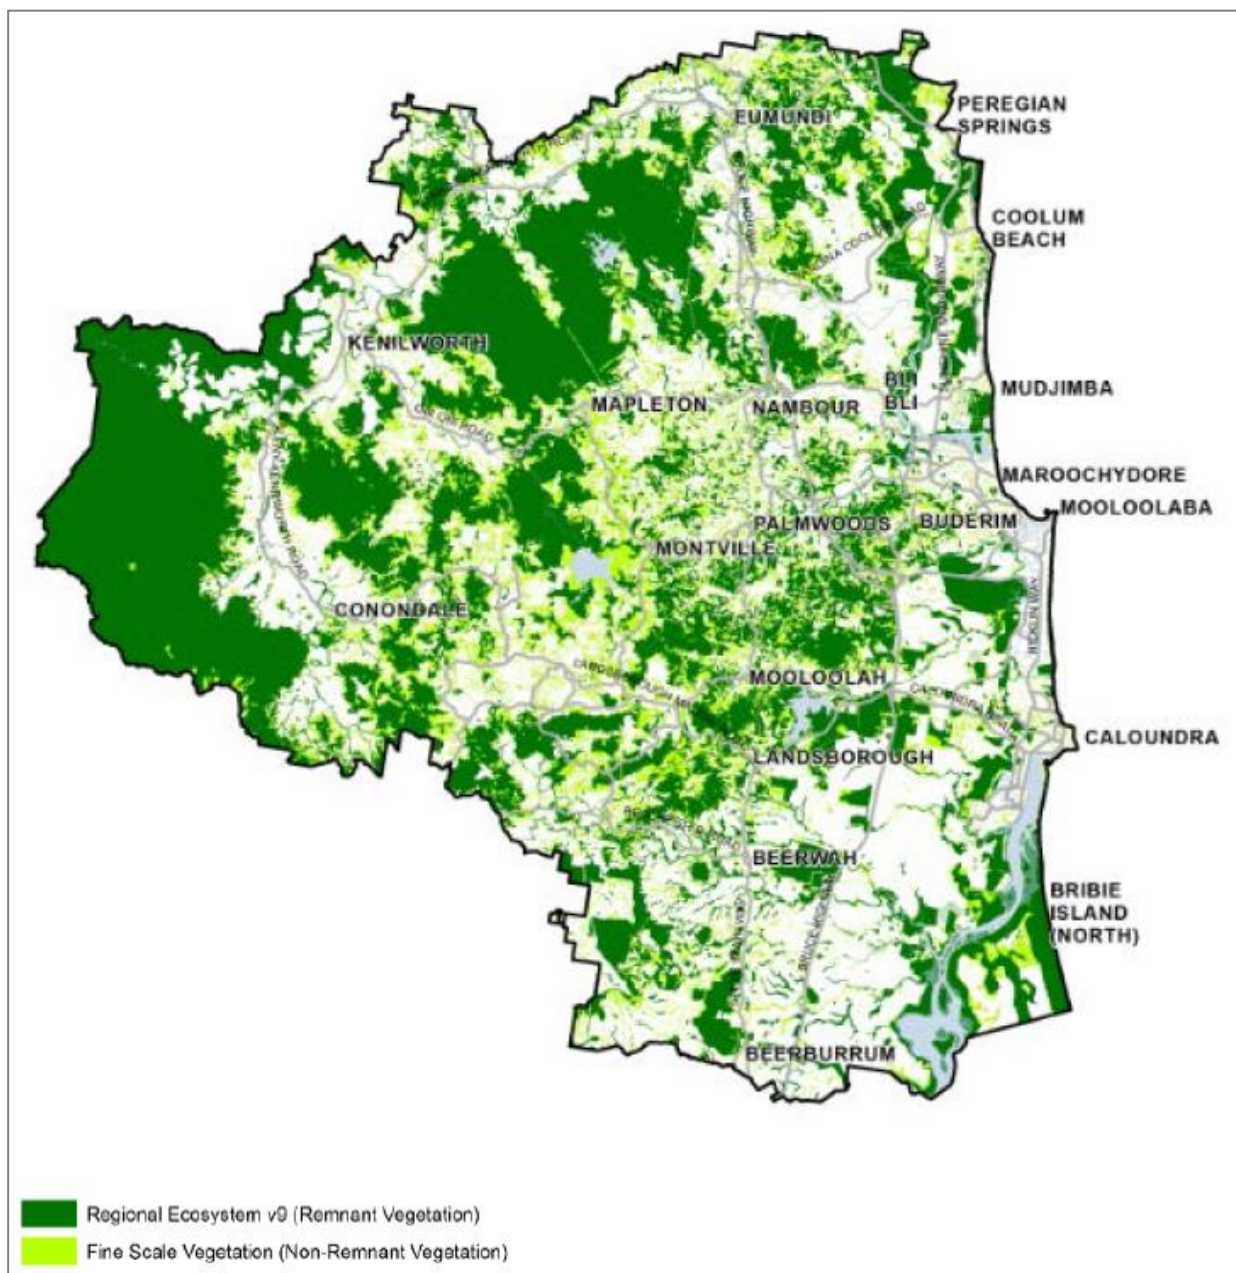 PEREGIAN
SPRINGS
EUMUNDI
COOLUM
BEACH
KENILWORTH
BLI
BLI
MUDJIMBA
MAPLETON
NAMBOUR
MAROOCHYDORE
MOOLOOLABA
PALMWOODS
BUDERIM
MONTVILLE
CONONDALE
MOOLOOLAH
CALOUNDRA
LANDSBOROUGH
BEERWAH
BRIBIE
ISLAND
(NORTH)
BEERBURRUM
Regional Ecosystem v9 (Remnant Vegetation)
Fine Scale Vegetation (Non-Remnant Vegetation)